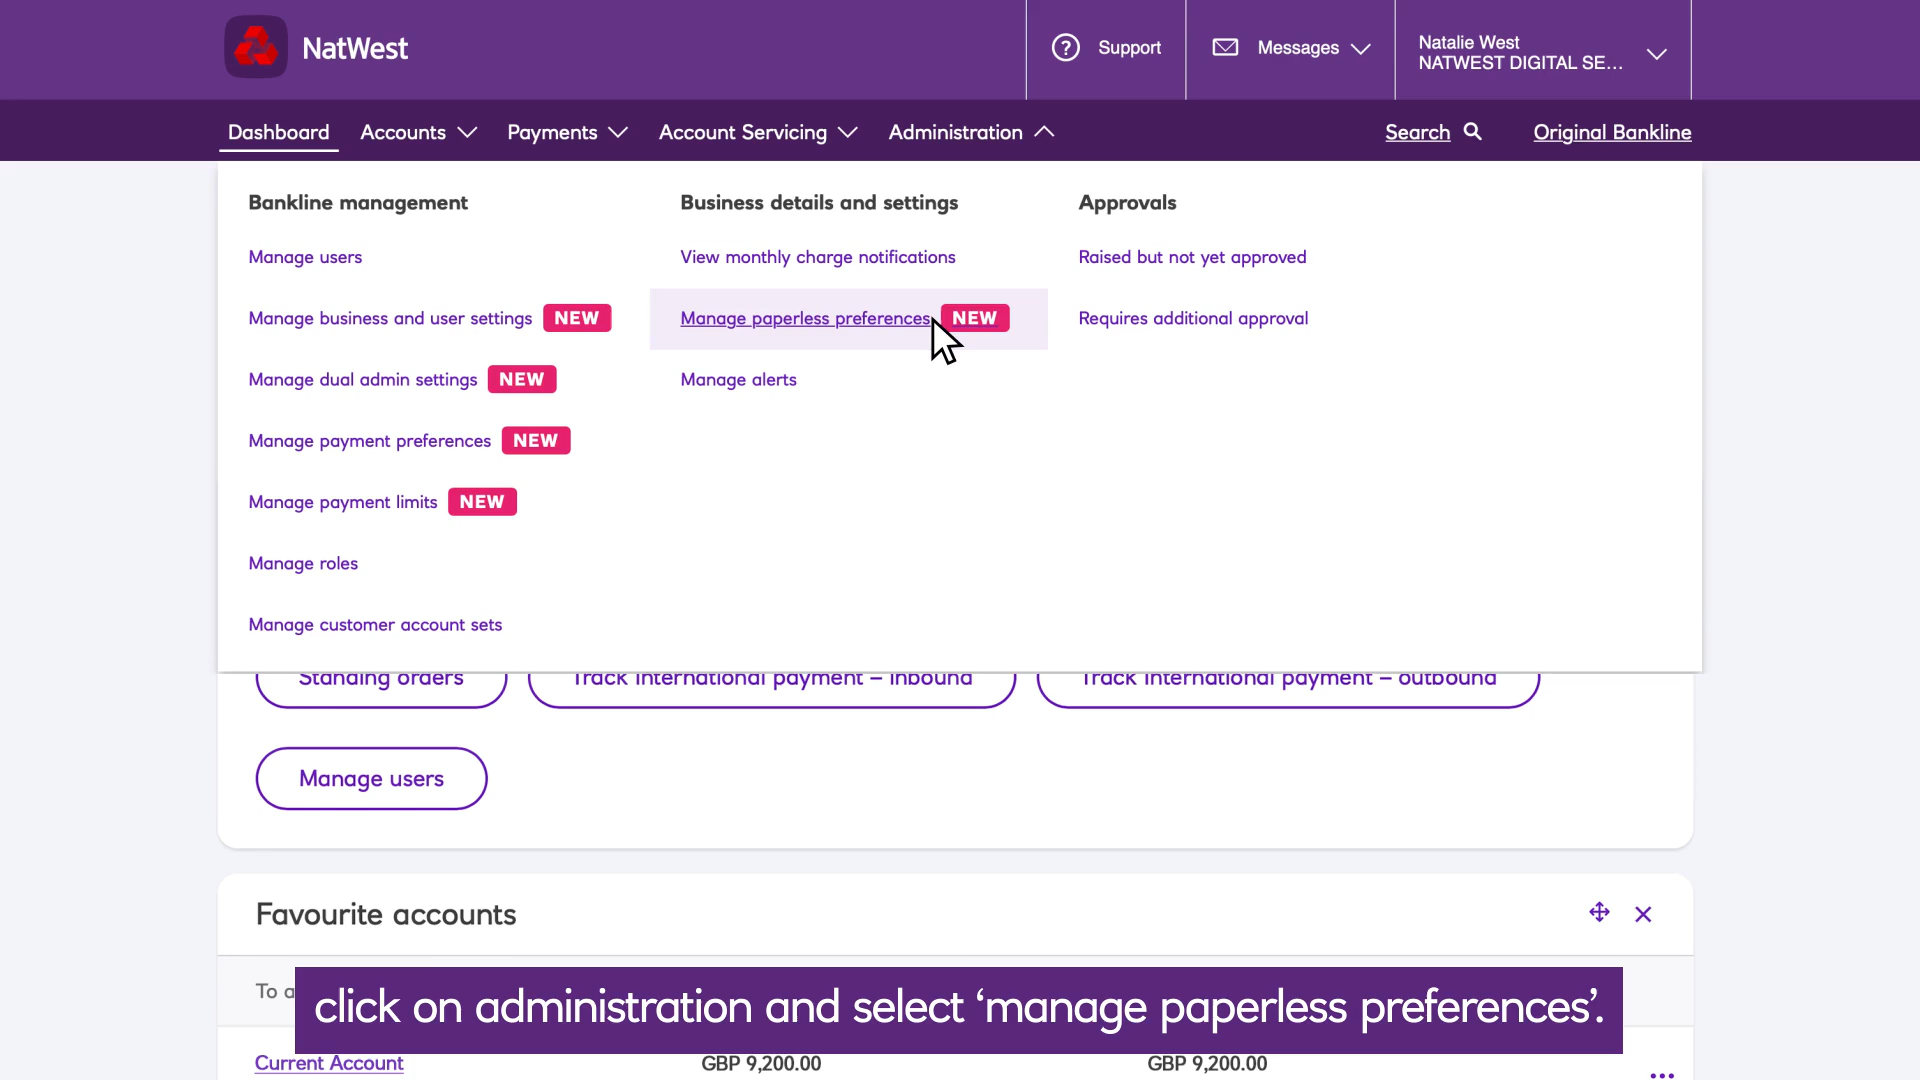 NatWest
Support
Messages
Natalie West
NATWEST DIGITAL SE...
Dashboard
Accounts
Payments
Account Servicing
Administration
Search
Original Bankline
Bankline management
Manage users
Manage business and user settings NEW
Manage dual admin settings NEW
Manage payment preferences NEW
Manage payment limits NEW
Manage roles
Manage customer account sets
Business details and settings
View monthly charge notifications
Manage paperless preferences NEW
Manage alerts
Approvals
Raised but not yet approved
Requires additional approval
Standing orders
Track international payment – inbound
Track international payment – outbound
Manage users
Favourite accounts
To a
click on administration and select ‘manage paperless preferences’.
Current Account
GBP 9,200.00
GBP 9,200.00